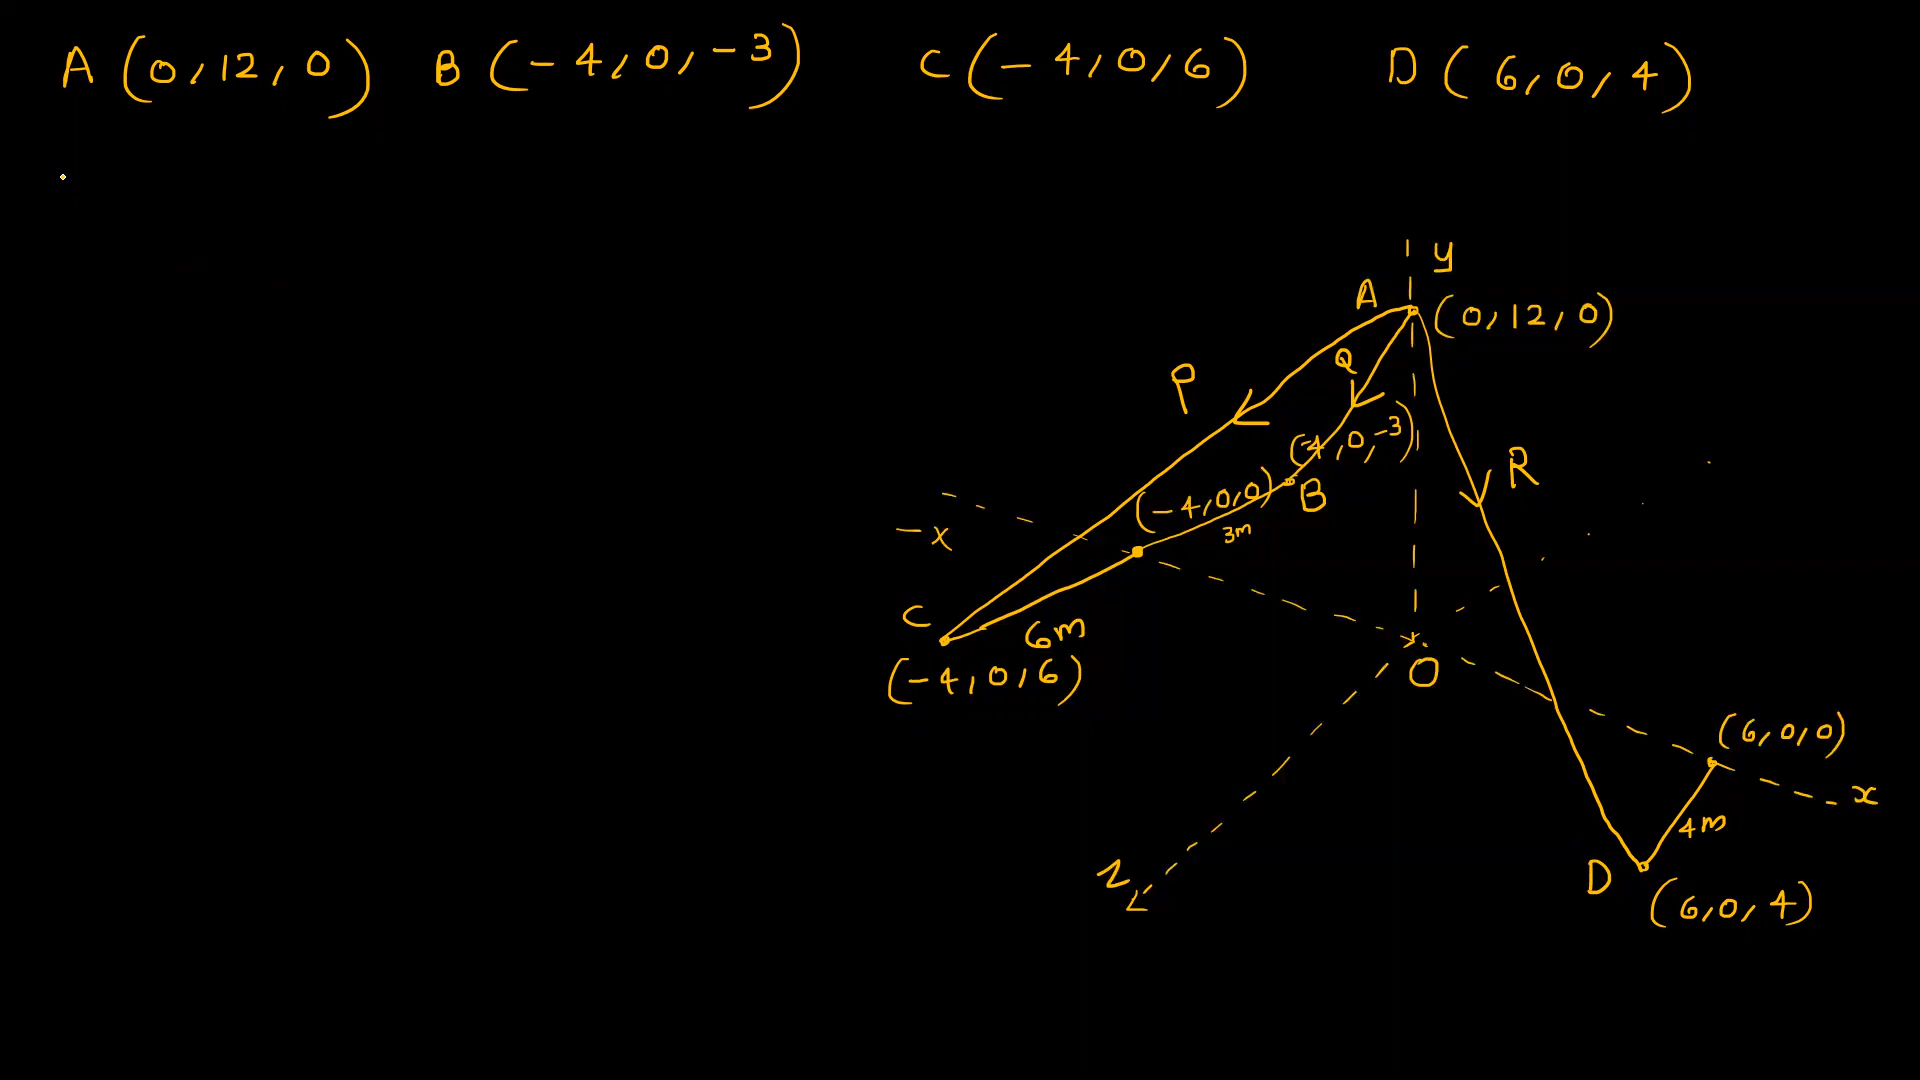 A (0, 12, 0) B (-4, 0, -3) C (-4, 0, 6) D (6, 0, 4)
y
A (0, 12, 0)
Q
P
(-4, 0, -3)
R
(-4, 0, 0) B
-x
3m
C
6m
(-4, 0, 6)
O
(6, 0, 0)
x
4m
z
D
(6, 0, 4)